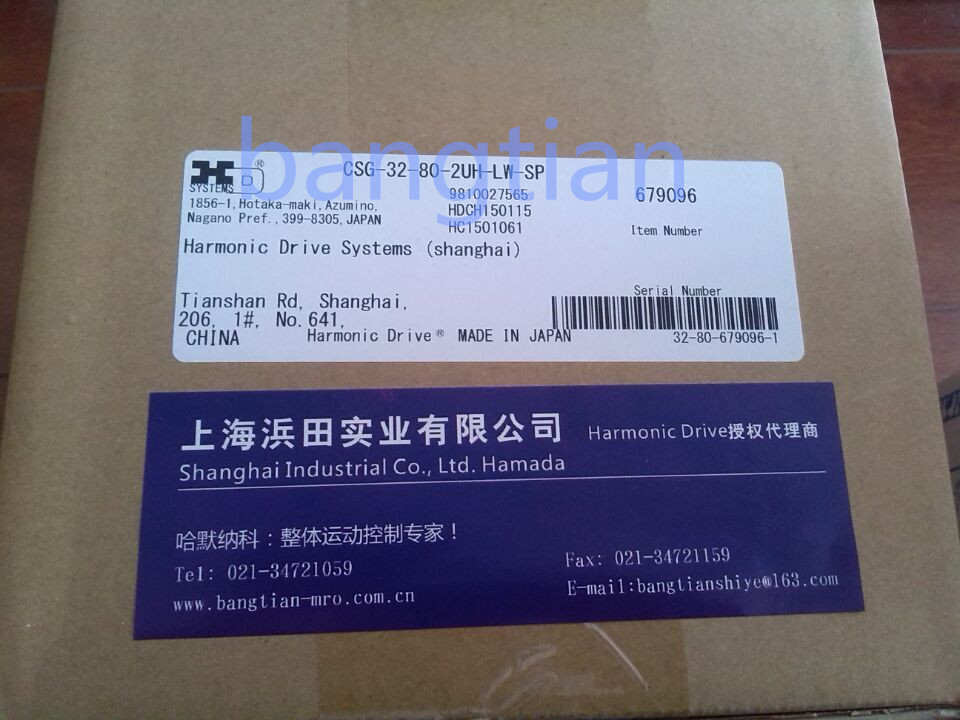 bangtian
CSG-32-80-2UH-LW-SP
SYSTEMS D ®
9810027565
679096
1856-1, Hotaka-maki, Azumino,
HDCH150115
Nagano Pref., 399-8305, JAPAN
HC1501061
Item Number
Harmonic Drive Systems (shanghai)
Serial Number
Tianshan Rd, Shanghai,
206, 1#, No.641,
CHINA
Harmonic Drive® MADE IN JAPAN
32-80-679096-1
上海浜田实业有限公司 Harmonic Drive授权代理商
Shanghai Industrial Co., Ltd. Hamada
哈默纳科：整体运动控制专家！
Tel: 021-34721059
Fax: 021-34721159
www.bangtian-mro.com.cn
E-mail:bangtianshiye@163.com